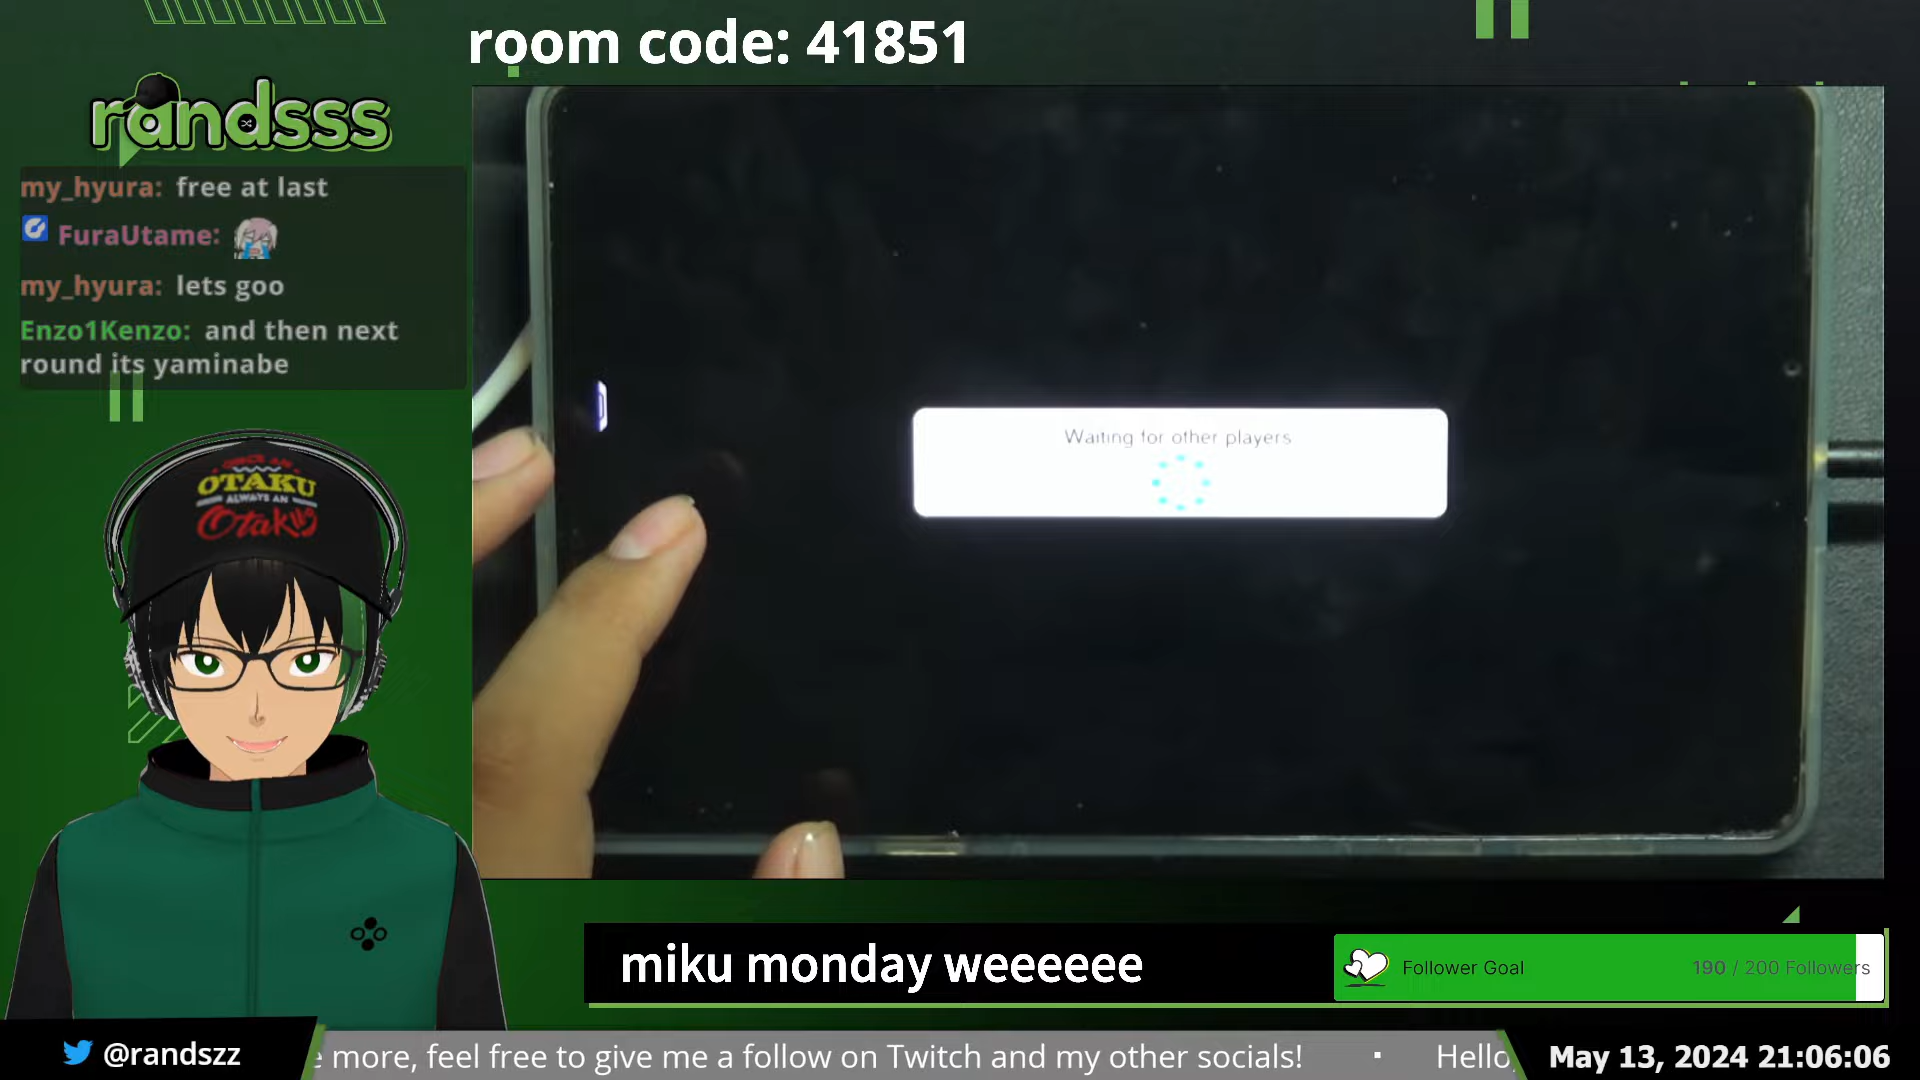 room code: 41851
randsss
my_hyura: free at last
FuraUtame:
my_hyura: lets goo
Enzo1Kenzo: and then next
round its yaminabe
Waiting for other players
OTAKU
ALWAYS AN
Otaku
miku monday weeeeee
Follower Goal
190 / 200 Followers
@randszz
e more, feel free to give me a follow on Twitch and my other socials!
·
Hello
May 13, 2024 21:06:06